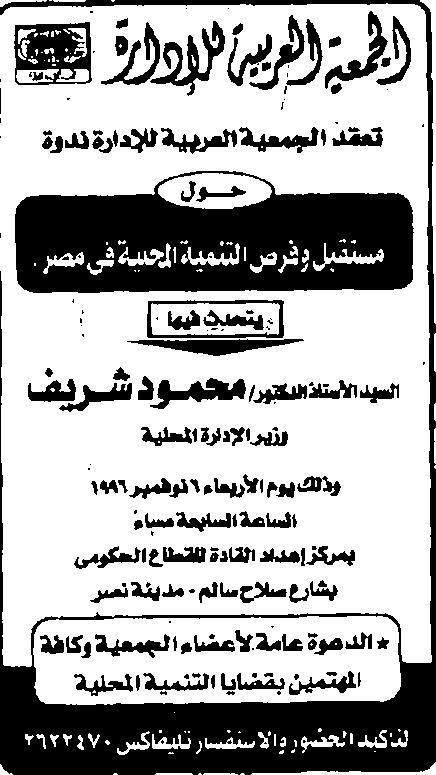 الجمعية العربية للإدارة
تعقد الجمعية العربية للإدارة ندوة
حول
مستقبل وفرص التنمية المحلية فى مصر.
يتحدث فيها
السيد الأستاذ الدكتور/ محمود شريف
وزير الإدارة المحلية
وذلك يوم الأربعاء ٦ نوفمبر ١٩٩٦
الساعة السابعة مساءً
بمركز إعداد القادة للقطاع الحكومى
بشارع صلاح سالم - مدينة نصر
* الدعوة عامة لأعضاء الجمعية وكافة
المهتمين بقضايا التنمية المحلية
لتأكيد الحضور والاستفسار تليفاكس ٢٦٢٢٤٧٠